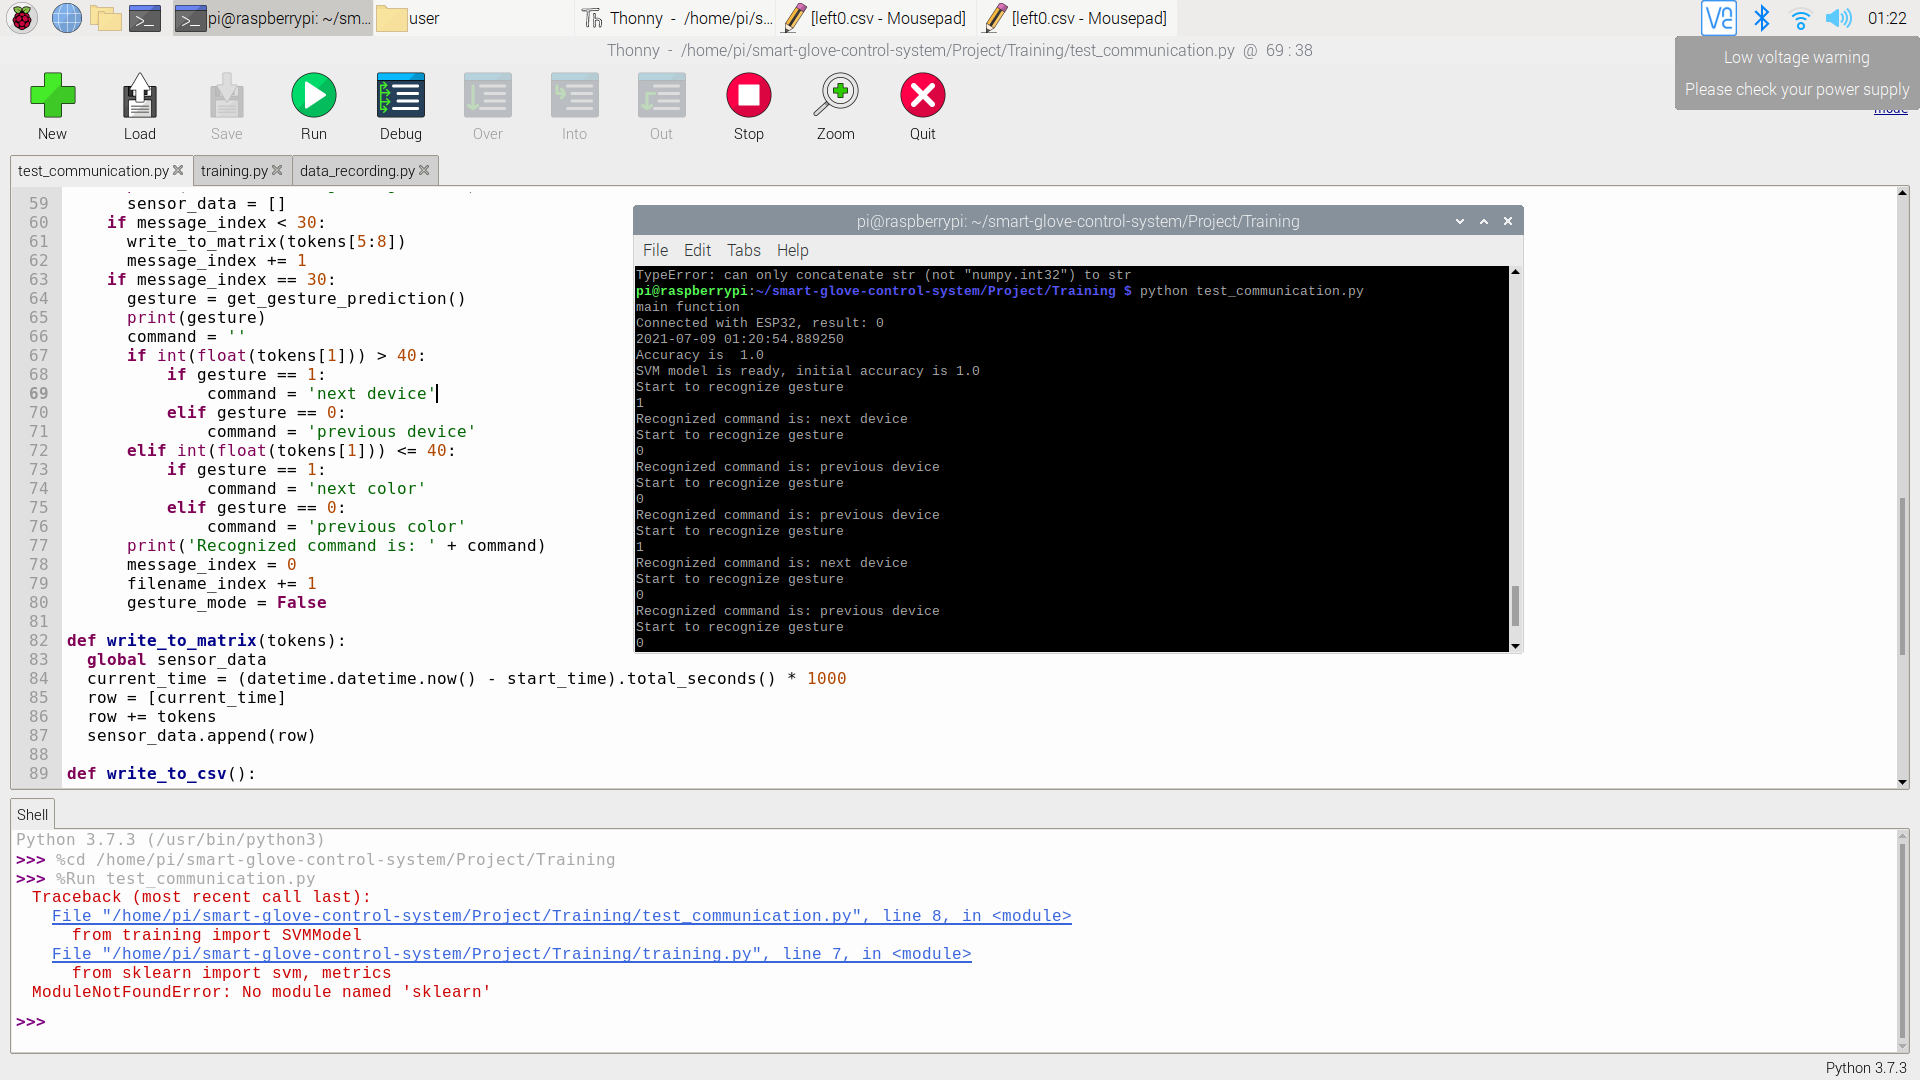 pi@raspberrypi: ~/sm...
user
Thonny - /home/pi/s...
[left0.csv - Mousepad]
[left0.csv - Mousepad]
01:22
Thonny - /home/pi/smart-glove-control-system/Project/Training/test_communication.py @ 69 : 38
Low voltage warning
Please check your power supply
mode
New
Load
Save
Run
Debug
Over
Into
Out
Stop
Zoom
Quit
test_communication.py
training.py
data_recording.py
59 sensor_data = []
60 if message_index < 30:
61 write_to_matrix(tokens[5:8])
62 message_index += 1
63 if message_index == 30:
64 gesture = get_gesture_prediction()
65 print(gesture)
66 command = ''
67 if int(float(tokens[1])) > 40:
68 if gesture == 1:
69 command = 'next device'
70 elif gesture == 0:
71 command = 'previous device'
72 elif int(float(tokens[1])) <= 40:
73 if gesture == 1:
74 command = 'next color'
75 elif gesture == 0:
76 command = 'previous color'
77 print('Recognized command is: ' + command)
78 message_index = 0
79 filename_index += 1
80 gesture_mode = False
81
82 def write_to_matrix(tokens):
83 global sensor_data
84 current_time = (datetime.datetime.now() - start_time).total_seconds() * 1000
85 row = [current_time]
86 row += tokens
87 sensor_data.append(row)
88
89 def write_to_csv():
pi@raspberrypi: ~/smart-glove-control-system/Project/Training
File Edit Tabs Help
TypeError: can only concatenate str (not "numpy.int32") to str
pi@raspberrypi:~/smart-glove-control-system/Project/Training $ python test_communication.py
main function
Connected with ESP32, result: 0
2021-07-09 01:20:54.889250
Accuracy is  1.0
SVM model is ready, initial accuracy is 1.0
Start to recognize gesture
1
Recognized command is: next device
Start to recognize gesture
0
Recognized command is: previous device
Start to recognize gesture
0
Recognized command is: previous device
Start to recognize gesture
1
Recognized command is: next device
Start to recognize gesture
0
Recognized command is: previous device
Start to recognize gesture
0
Shell
Python 3.7.3 (/usr/bin/python3)
>>> %cd /home/pi/smart-glove-control-system/Project/Training
>>> %Run test_communication.py
Traceback (most recent call last):
File "/home/pi/smart-glove-control-system/Project/Training/test_communication.py", line 8, in <module>
from training import SVMModel
File "/home/pi/smart-glove-control-system/Project/Training/training.py", line 7, in <module>
from sklearn import svm, metrics
ModuleNotFoundError: No module named 'sklearn'
>>>
Python 3.7.3